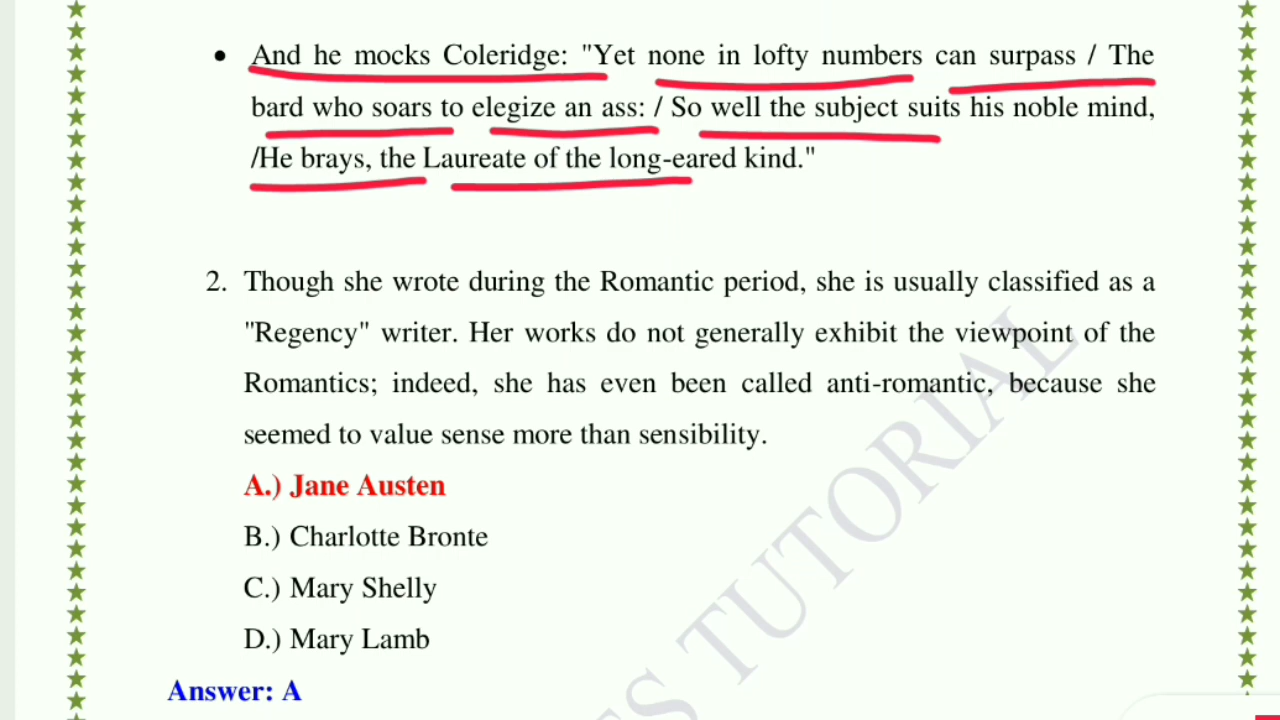 • And he mocks Coleridge: "Yet none in lofty numbers can surpass / The
bard who soars to elegize an ass: / So well the subject suits his noble mind,
/He brays, the Laureate of the long-eared kind."
2. Though she wrote during the Romantic period, she is usually classified as a
"Regency" writer. Her works do not generally exhibit the viewpoint of the
Romantics; indeed, she has even been called anti-romantic, because she
seemed to value sense more than sensibility.
A.) Jane Austen
B.) Charlotte Bronte
C.) Mary Shelly
D.) Mary Lamb
Answer: A
S TUTORIAL